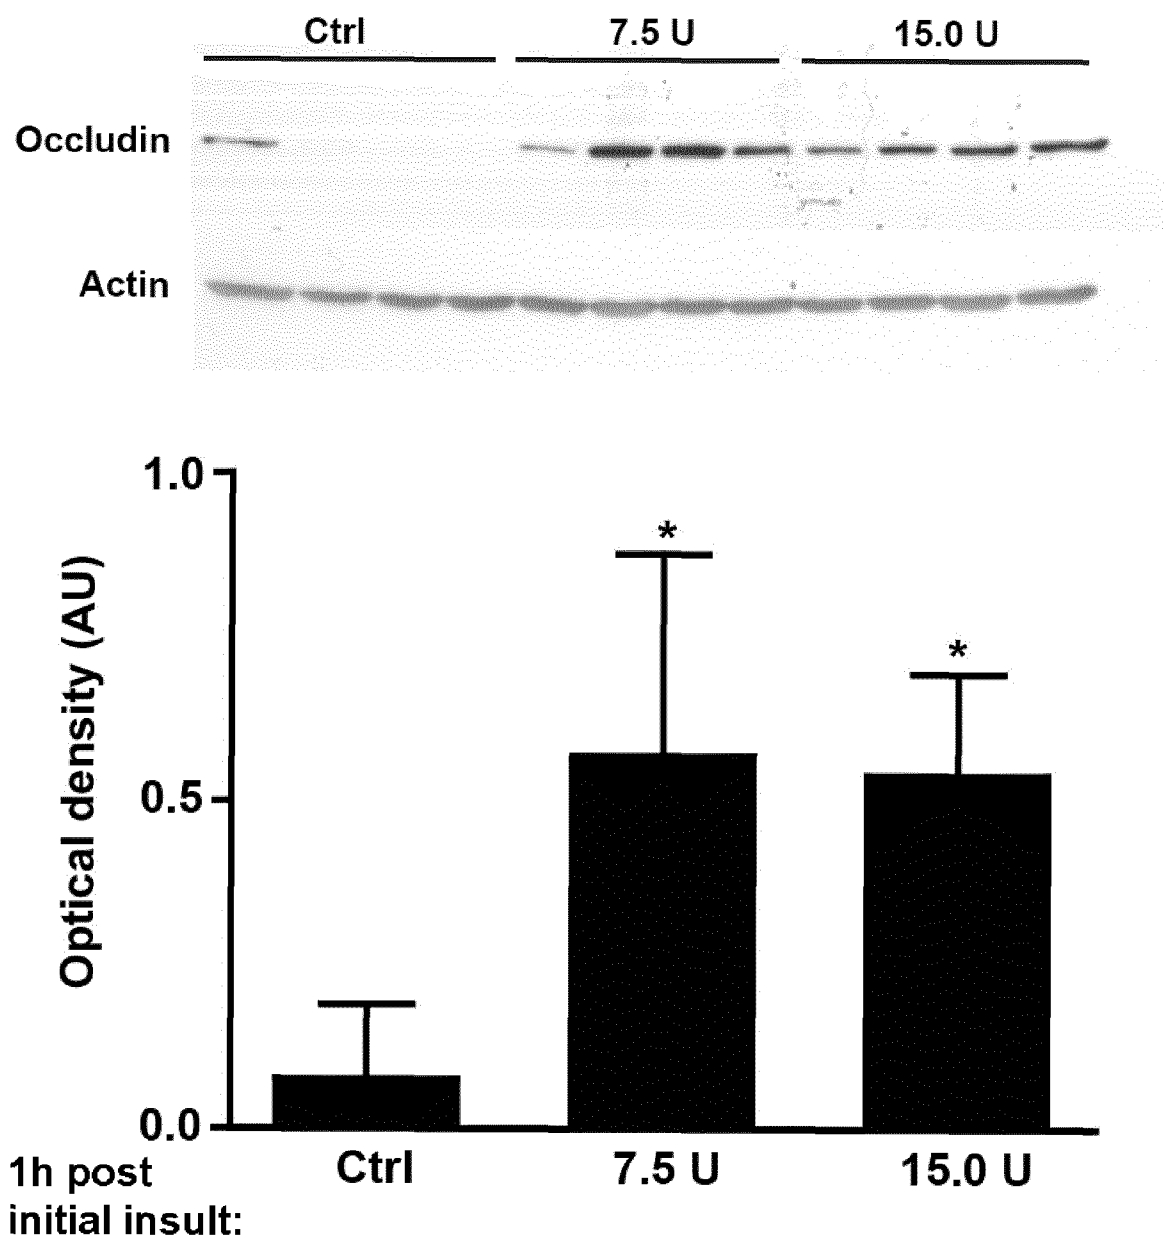 Ctrl 7.5 U 15.0 U
Occludin
Actin
1.0
*
*
Optical density (AU)
0.5
0.0
Ctrl 7.5 U 15.0 U
1h post
initial insult: